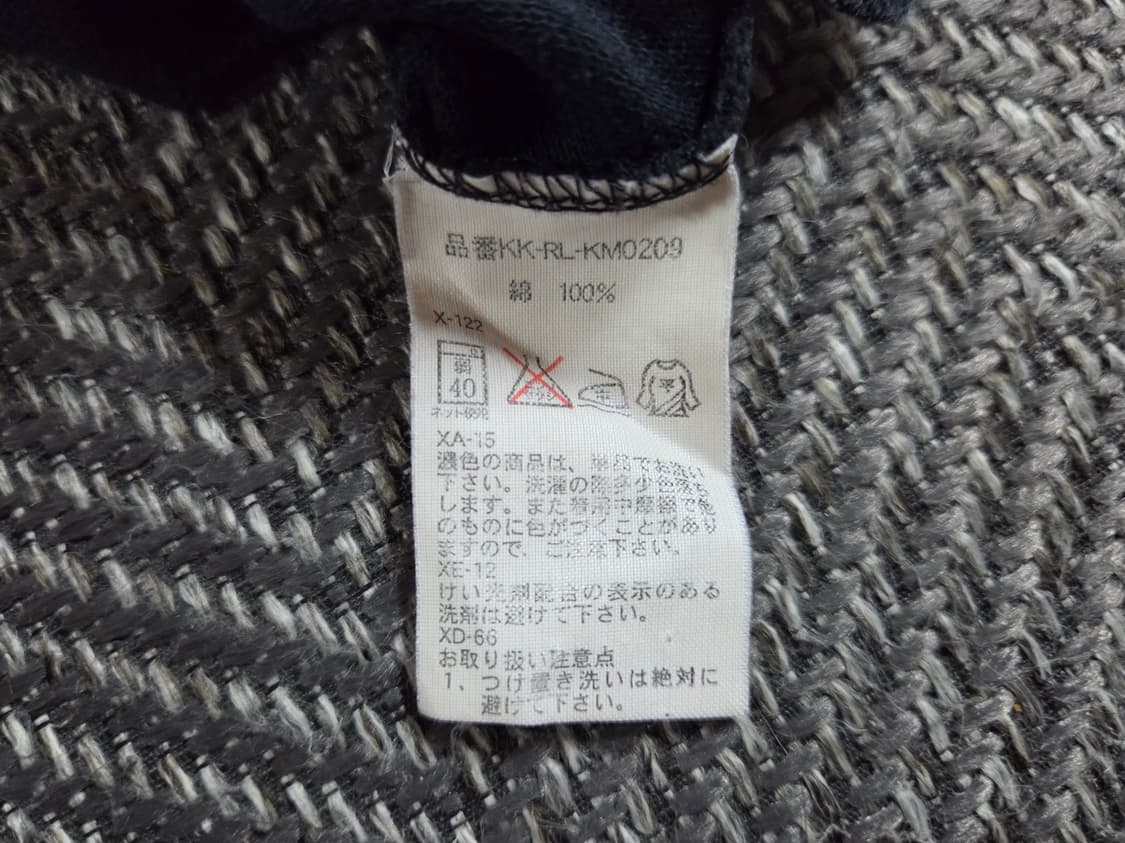 品番KK-RL-KM0209
綿 100%
X-122
弱
40
ネット使用
平
XA-15
濃色の商品は、単品でお洗い
下さい。洗濯の際多少色落ち
します。また着用中摩擦で他
のものに色がつくことがあり
ますので、ご注意下さい。
XE-12
けい光剤配合の表示のある
洗剤は避けて下さい。
XD-66
お取り扱い注意点
1、つけ置き洗いは絶対に
避けて下さい。